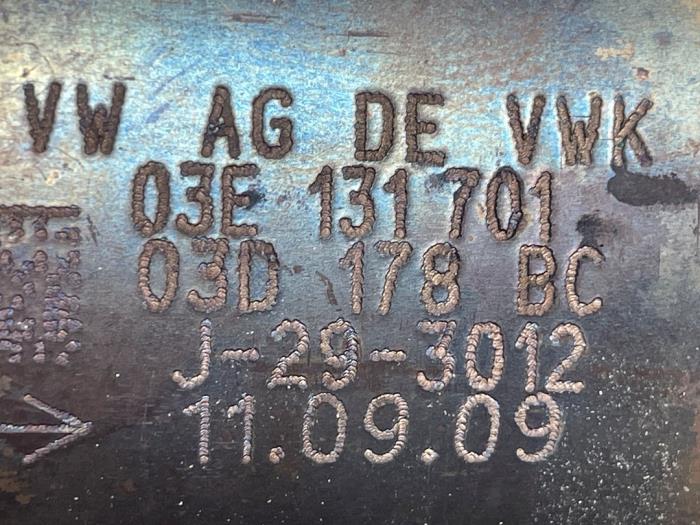 VW AG DE VWK
03E 131 701
03D 178 BC
J-29-3012
11.09.09